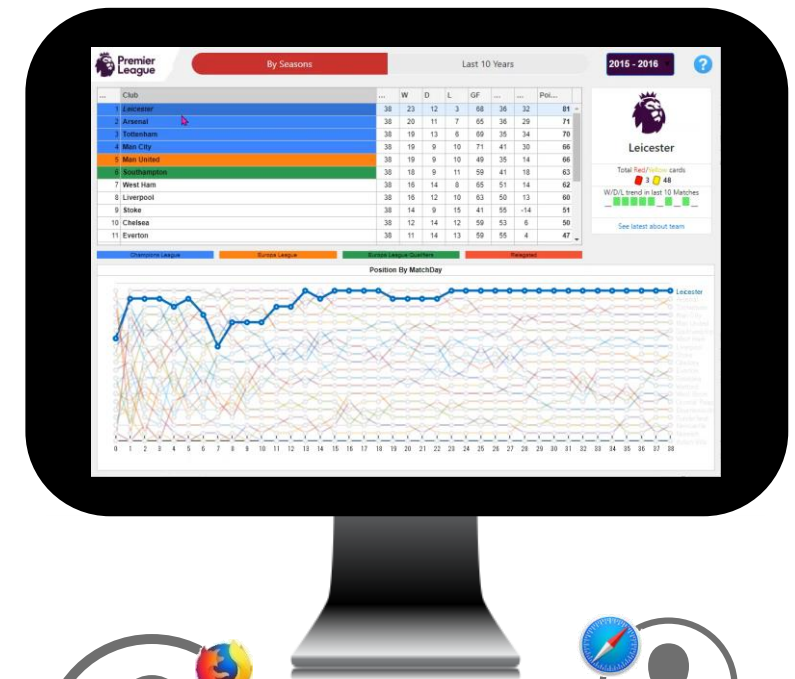 Premier League
By Seasons
Last 10 Years
2015 - 2016
?
... Club ... W D L GF ... ... Poi...
1 Leicester 38 23 12 3 68 36 32 81
2 Arsenal 38 20 11 7 65 36 29 71
3 Tottenham 38 19 13 6 69 35 34 70
4 Man City 38 19 9 10 71 41 30 66
5 Man United 38 19 9 10 49 35 14 66
6 Southampton 38 18 9 11 59 41 18 63
7 West Ham 38 16 14 8 65 51 14 62
8 Liverpool 38 16 12 10 63 50 13 60
9 Stoke 38 14 9 15 41 55 -14 51
10 Chelsea 38 12 14 12 59 53 6 50
11 Everton 38 11 14 13 59 55 4 47
Leicester
Total Red/Yellow cards
3 48
W/D/L trend in last 10 Matches
See latest about team
Champions League
Europa League
Europa League Qualifiers
Relegated
Position By MatchDay
Leicester
0 1 2 3 4 5 6 7 8 9 10 11 12 13 14 15 16 17 18 19 20 21 22 23 24 25 26 27 28 29 30 31 32 33 34 35 36 37 38